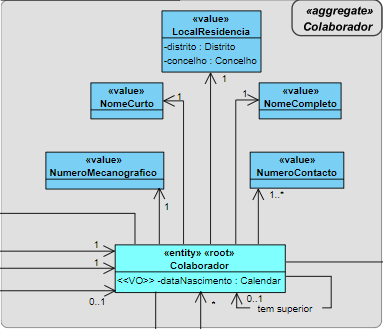 «aggregate»
Colaborador
«value»
LocalResidencia
-distrito : Distrito
-concelho : Concelho
1
«value»
NomeCurto
1
«value»
NomeCompleto
1
«value»
NumeroMecanografico
1
«value»
NumeroContacto
1..*
1
1
0..1
«entity» «root»
Colaborador
<<VO>> -dataNascimento : Calendar
*
0..1
tem superior